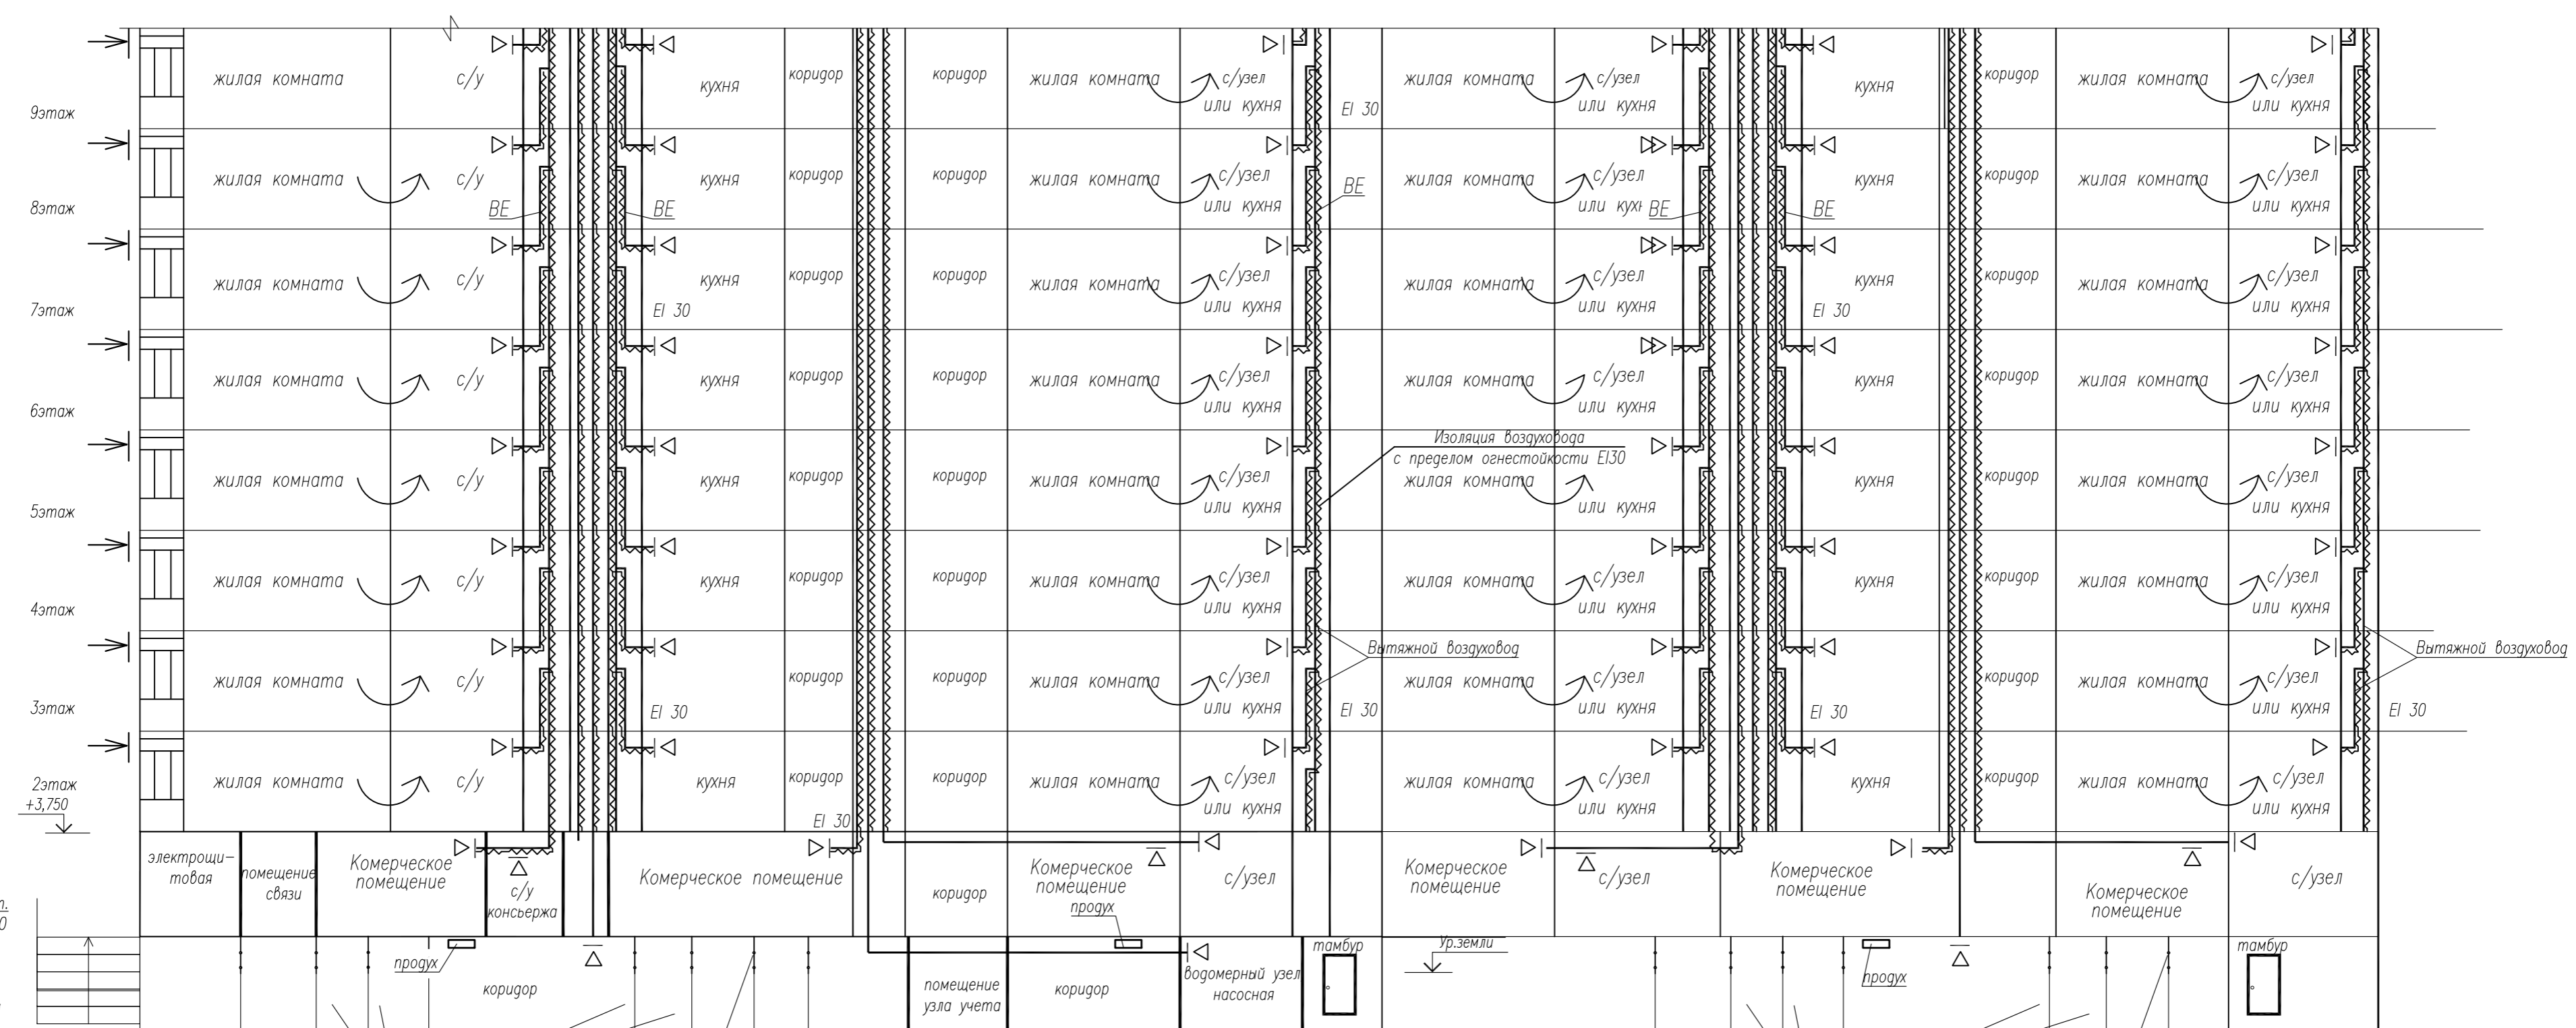 жилая комната с/у кухня коридор коридор жилая комната с/узел жилая комната с/узел кухня коридор жилая комната с/узел
или кухня EI 30 или кухня или кухня
9этаж
жилая комната с/у кухня коридор коридор жилая комната с/узел BE жилая комната с/узел кухня коридор жилая комната с/узел
8этаж BE BE или кухня или BE BE или кухня
жилая комната с/у кухня коридор коридор жилая комната с/узел жилая комната с/узел кухня коридор жилая комната с/узел
7этаж EI 30 или кухня или кухня EI 30 или кухня
жилая комната с/у кухня коридор коридор жилая комната с/узел жилая комната с/узел кухня коридор жилая комната с/узел
6этаж или кухня или кухня или кухня
Изоляция воздуховода
с пределом огнестойкости EI30
жилая комната с/у кухня коридор коридор жилая комната с/узел жилая комната кухня коридор жилая комната с/узел
5этаж или кухня или кухня или кухня
жилая комната с/у кухня коридор коридор жилая комната с/узел жилая комната с/узел кухня коридор жилая комната с/узел
4этаж или кухня или кухня или кухня
Вытяжной воздуховод Вытяжной воздуховод
жилая комната с/у кухня коридор коридор жилая комната с/узел жилая комната с/узел кухня коридор жилая комната с/узел
3этаж EI 30 или кухня EI 30 или кухня EI 30 или кухня EI 30
жилая комната с/у кухня коридор коридор жилая комната с/узел жилая комната с/узел кухня коридор жилая комната с/узел
2этаж или кухня или кухня или кухня
+3,750
EI 30
электрощи-
товая
помещение
связи
Комерческое
помещение
с/у
консьержа
Комерческое помещение
коридор
Комерческое
помещение
продух
с/узел
Комерческое
помещение
с/узел
Комерческое
помещение
Комерческое
помещение
с/узел
продух
коридор
помещение
узла учета
коридор
водомерный узел
насосная
тамбур
Ур.земли
продух
тамбур